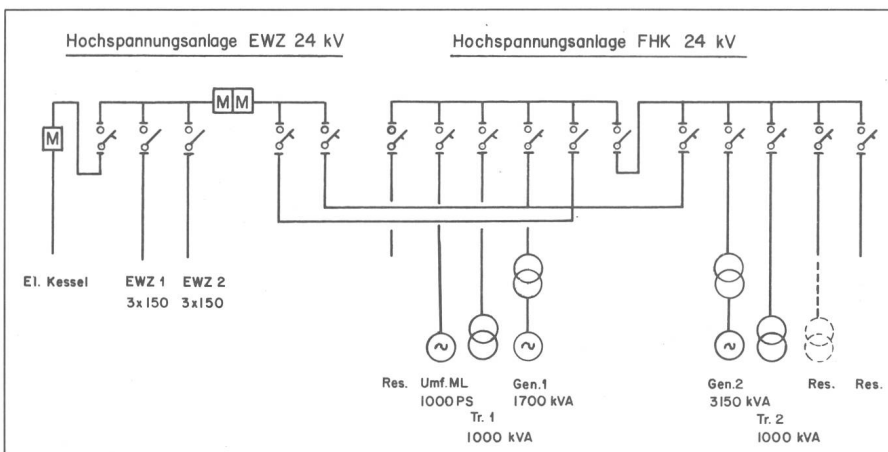 Hochspannungsanlage EWZ 24 kV
Hochspannungsanlage FHK 24 kV
M
M M
El. Kessel
EWZ 1
3x150
EWZ 2
3x150
Res.
Umf. ML
1000 PS
Tr. 1
1000 kVA
Gen.1
1700 kVA
Gen.2
3150 kVA
Tr. 2
1000 kVA
Res.
Res.
~
~
~